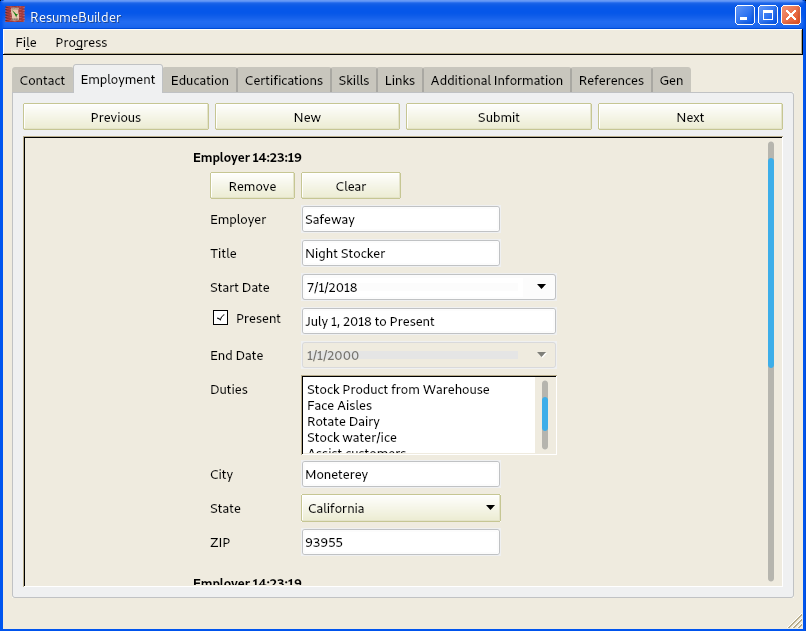 ResumeBuilder
File Progress
Contact Employment Education Certifications Skills Links Additional Information References Gen
Previous New Submit Next
Employer 14:23:19
Remove Clear
Employer Safeway
Title Night Stocker
Start Date 7/1/2018
Present July 1, 2018 to Present
End Date 1/1/2000
Duties Stock Product from Warehouse
Face Aisles
Rotate Dairy
Stock water/ice
Assist customers
City Moneterey
State California
ZIP 93955
Employer 14:23:19